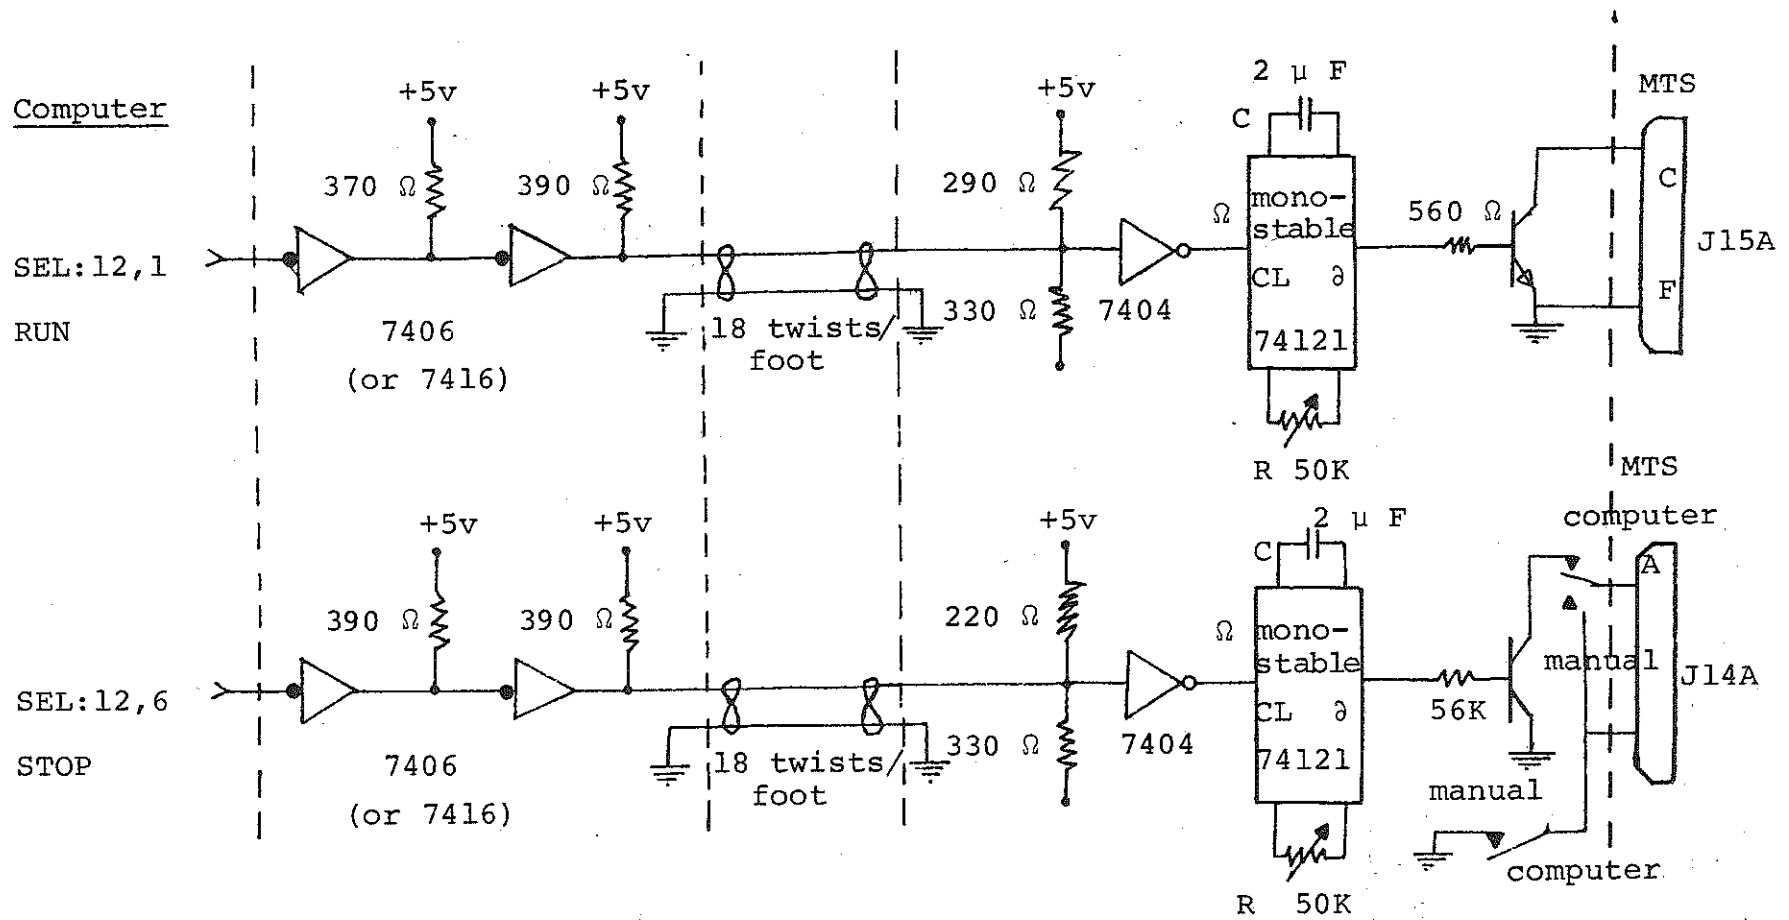 Computer
+5v
+5v
370 Ω
390 Ω
SEL:12,1
RUN
7406
(or 7416)
18 twists/
foot
+5v
290 Ω
330 Ω
7404
2 μ F
C
Ω
mono-
stable
CL ∂
74121
R 50K
560 Ω
MTS
C
F
J15A
+5v
+5v
390 Ω
390 Ω
SEL:12,6
STOP
7406
(or 7416)
18 twists/
foot
+5v
220 Ω
330 Ω
7404
2 μ F
C
Ω
mono-
stable
CL ∂
74121
R 50K
56K
MTS
computer
A
manual
J14A
manual
computer